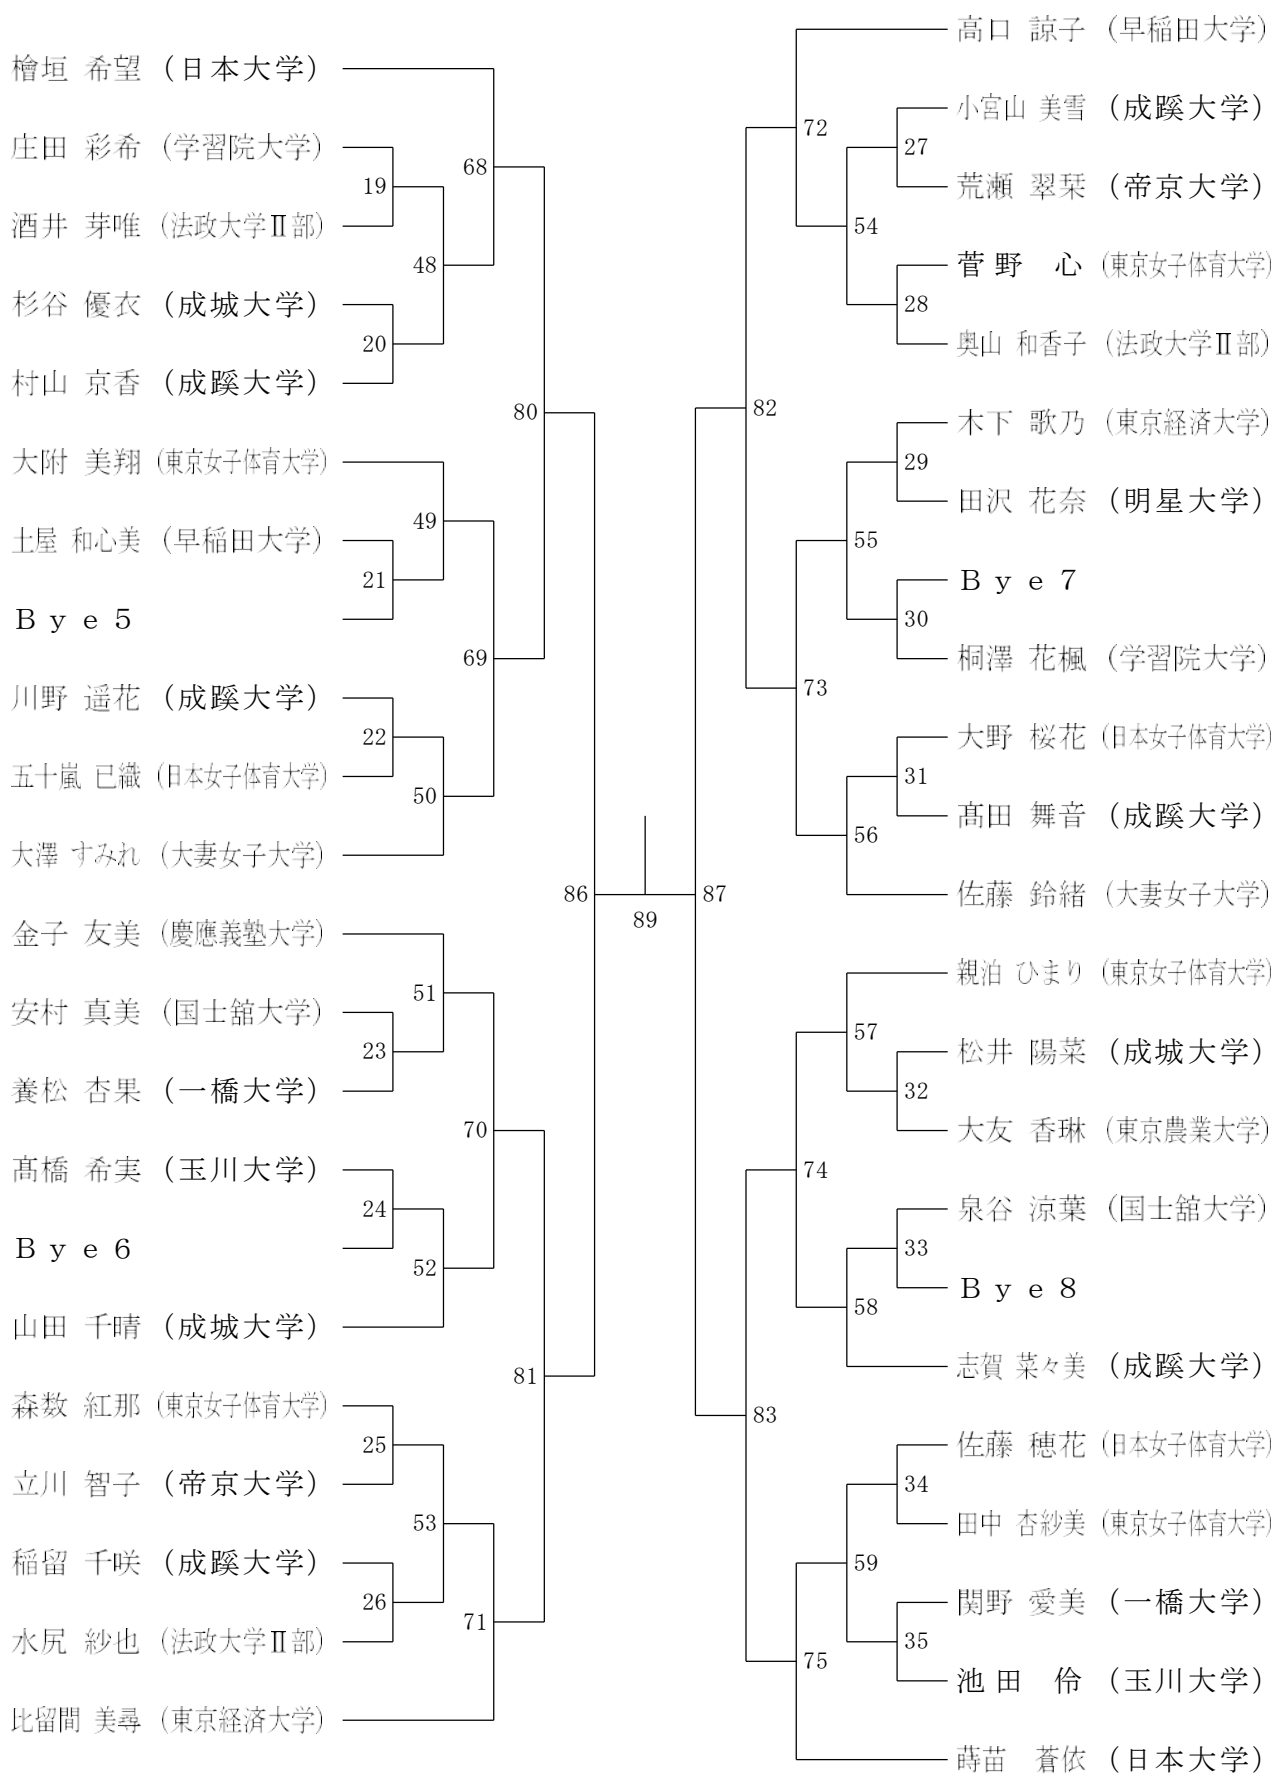 檜垣 希望 (日本大学)
庄田 彩希 (学習院大学)
19
酒井 芽唯 (法政大学Ⅱ部)
68
48
杉谷 優衣 (成城大学)
20
村山 京香 (成蹊大学)
80
大附 美翔 (東京女子体育大学)
49
土屋 和心美 (早稲田大学)
21
Bye5
69
川野 遥花 (成蹊大学)
22
五十嵐 已織 (日本女子体育大学)
50
大澤 すみれ (大妻女子大学)
86
金子 友美 (慶應義塾大学)
51
安村 真美 (国士舘大学)
23
養松 杏果 (一橋大学)
70
髙橋 希実 (玉川大学)
24
Bye6
52
山田 千晴 (成城大学)
81
森数 紅那 (東京女子体育大学)
25
立川 智子 (帝京大学)
53
稲留 千咲 (成蹊大学)
26
水尻 紗也 (法政大学Ⅱ部)
71
比留間 美尋 (東京経済大学)
89
高口 諒子 (早稲田大学)
72
小宮山 美雪 (成蹊大学)
27
荒瀬 翠栞 (帝京大学)
54
菅野 心 (東京女子体育大学)
28
奥山 和香子 (法政大学Ⅱ部)
82
木下 歌乃 (東京経済大学)
29
田沢 花奈 (明星大学)
55
Bye7
30
桐澤 花楓 (学習院大学)
73
大野 桜花 (日本女子体育大学)
31
髙田 舞音 (成蹊大学)
56
佐藤 鈴緒 (大妻女子大学)
87
親泊 ひまり (東京女子体育大学)
57
松井 陽菜 (成城大学)
32
大友 香琳 (東京農業大学)
74
泉谷 涼葉 (国士舘大学)
33
Bye8
58
志賀 菜々美 (成蹊大学)
83
佐藤 穂花 (日本女子体育大学)
34
田中 杏紗美 (東京女子体育大学)
59
関野 愛美 (一橋大学)
35
池田 伶 (玉川大学)
75
蒔苗 蒼依 (日本大学)